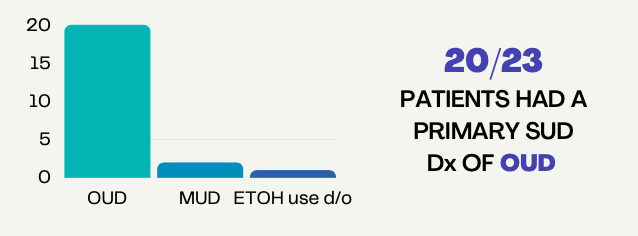 20
15
10
5
0
OUD
MUD
ETOH use d/o
20/23
PATIENTS HAD A
PRIMARY SUD
Dx OF OUD